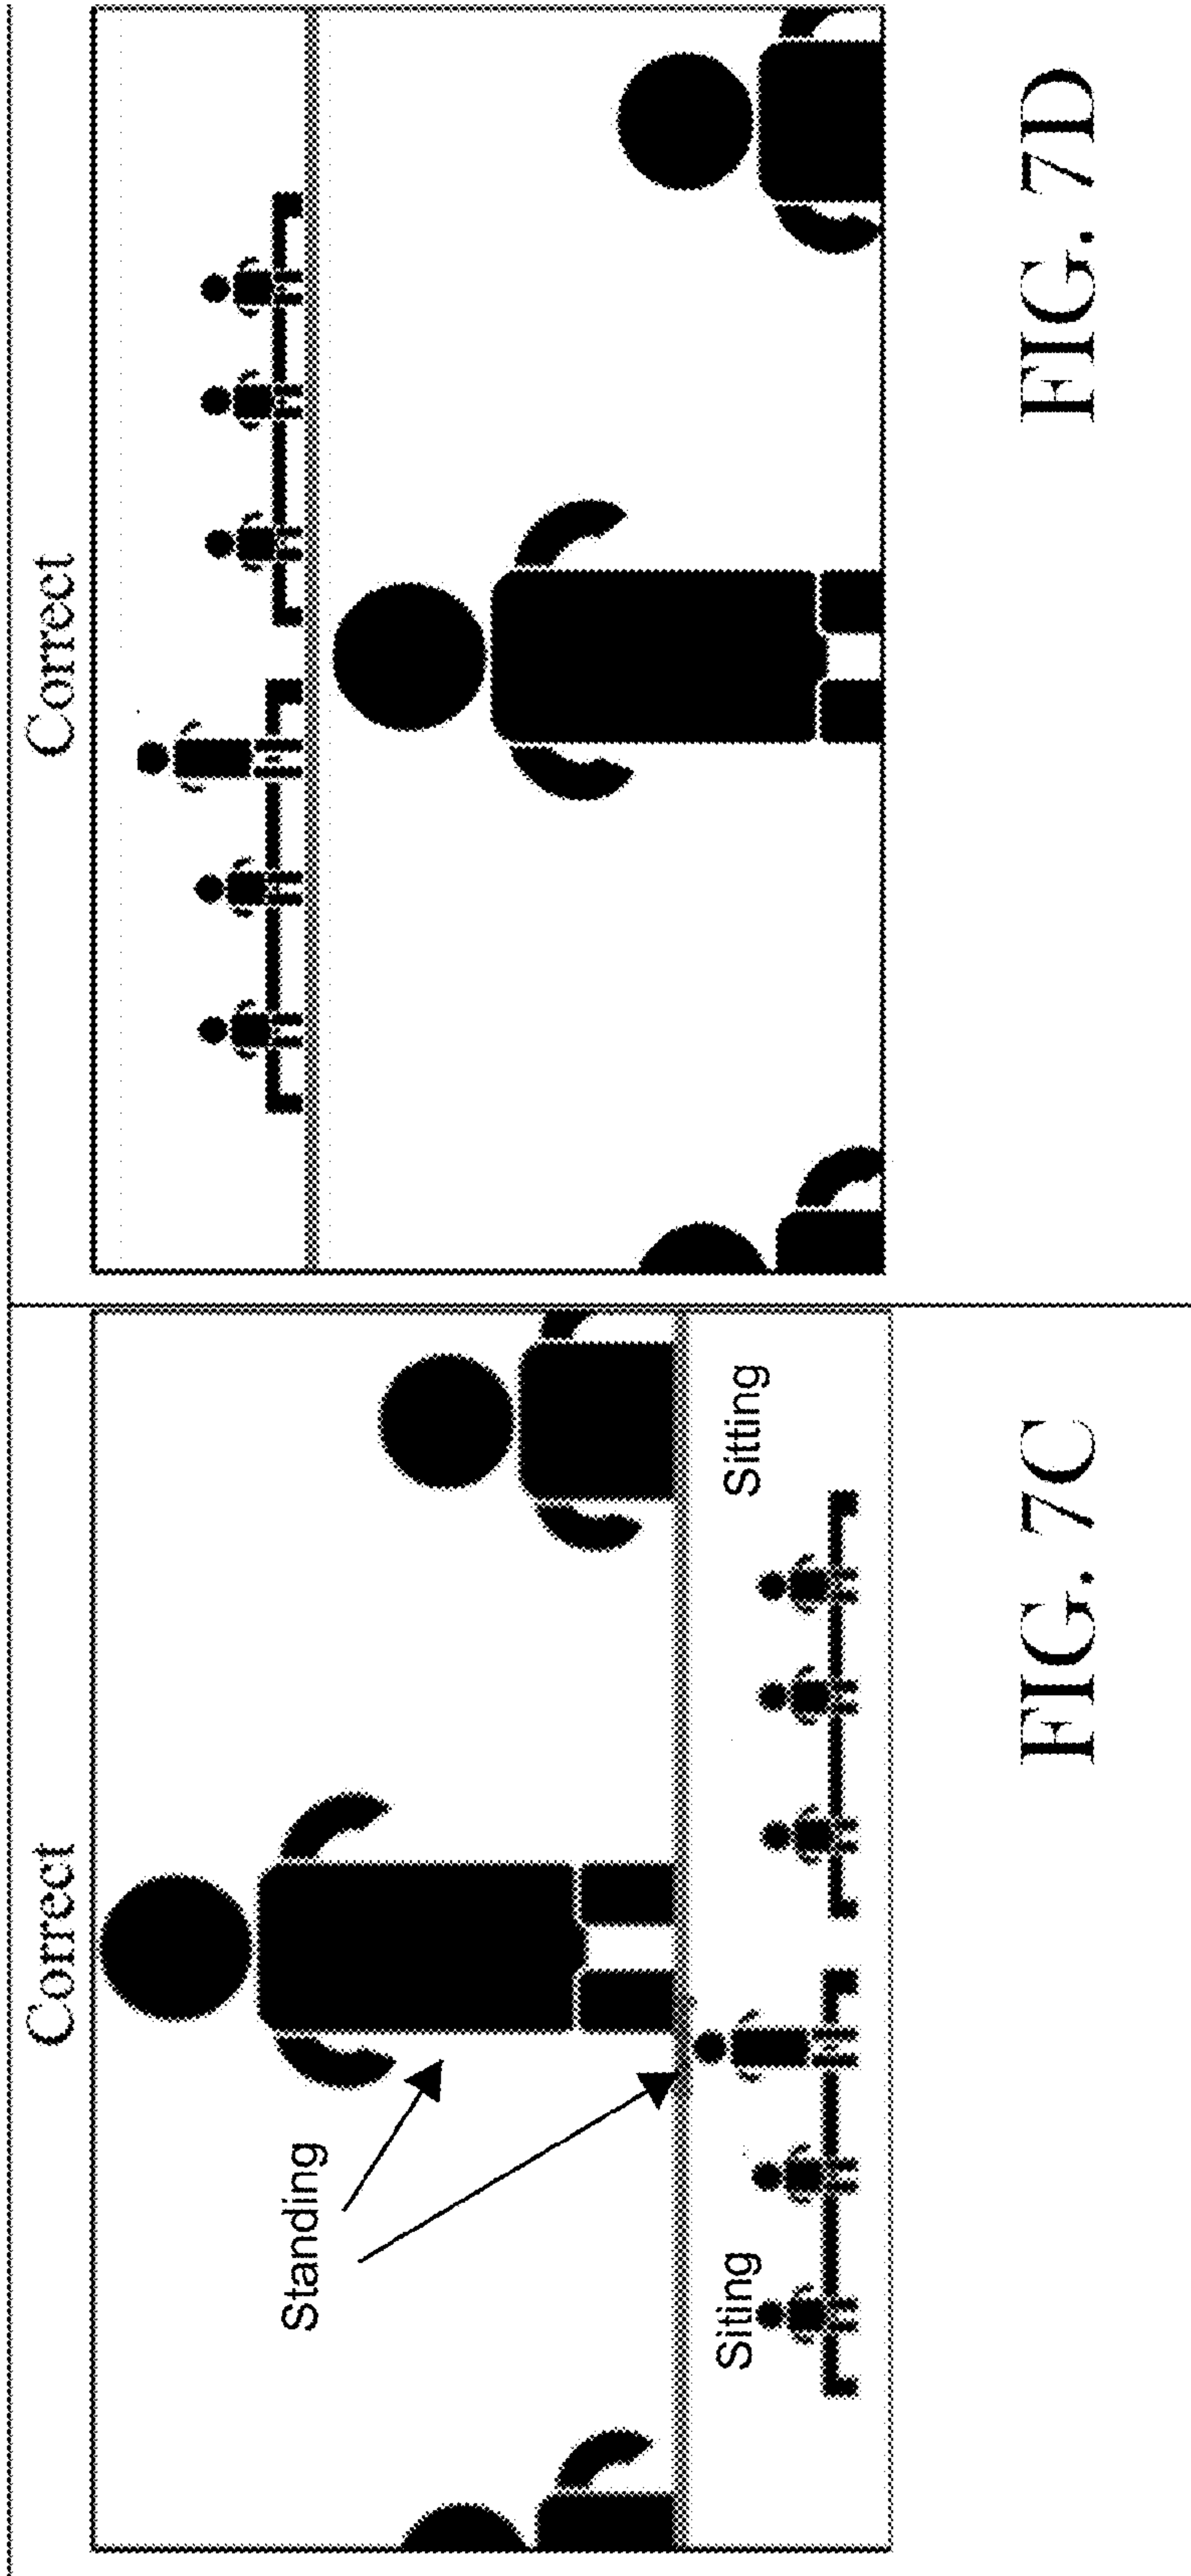 Correct
Standing
Siting
Sitting
FIG. 7C
Correct
FIG. 7D